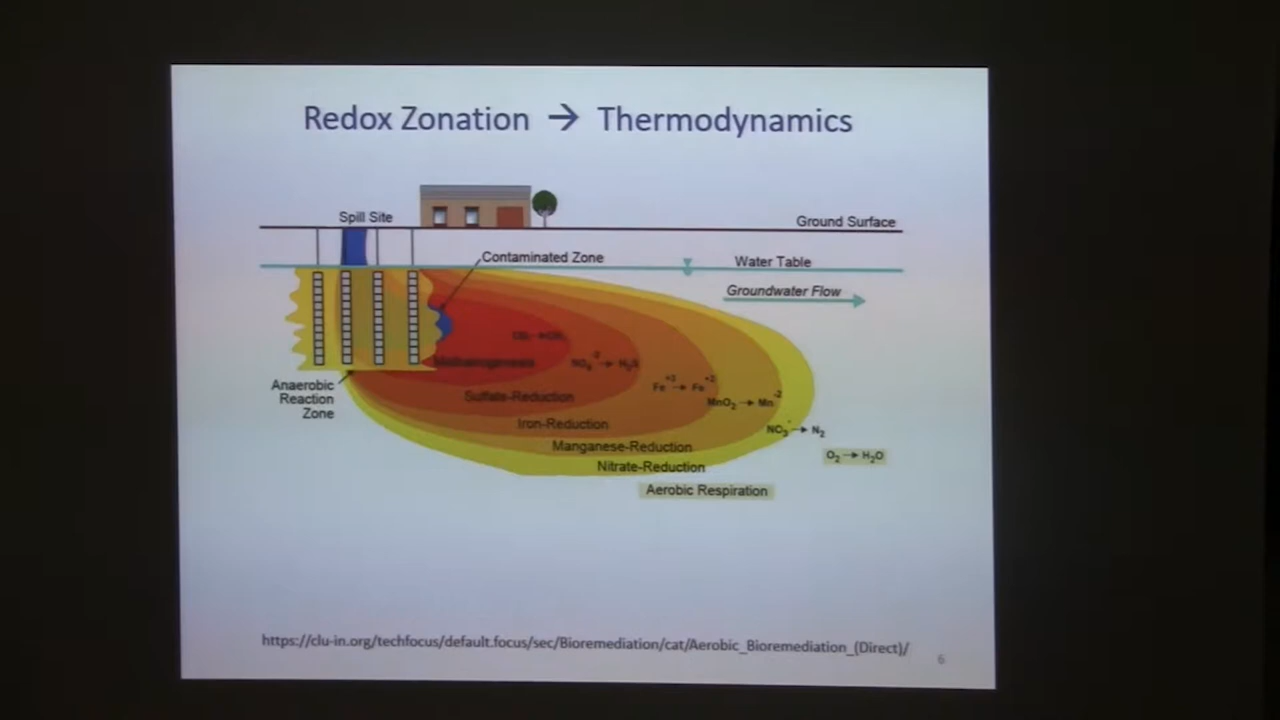 Redox Zonation → Thermodynamics
Spill Site
Ground Surface
Contaminated Zone
Water Table
Groundwater Flow
Anaerobic
Reaction
Zone
Methanogenesis
Sulfate-Reduction
Fe⁺³ → Fe⁺²
Iron-Reduction
MnO₂ → Mn⁻²
Manganese-Reduction
NO₃⁻ → N₂
Nitrate-Reduction
O₂ → H₂O
Aerobic Respiration
https://clu-in.org/techfocus/default.focus/sec/Bioremediation/cat/Aerobic_Bioremediation_(Direct)/
6